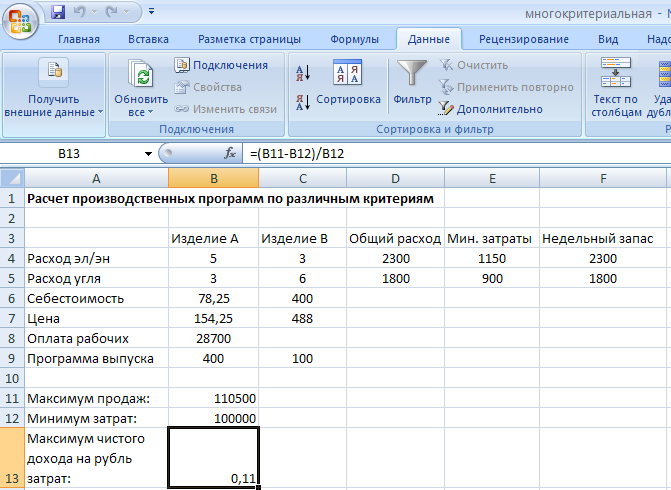 многокритериальная - M
Главная Вставка Разметка страницы Формулы Данные Рецензирование Вид Надс
Получить внешние данные
Обновить все
Подключения
Свойства
Изменить связи
Подключения
А Я
Я А
Сортировка
Фильтр
Очистить
Применить повторно
Дополнительно
Сортировка и фильтр
Текст по столбцам
Уда дубл
Р
B13 fx =(B11-B12)/B12
A B C D E F
1 Расчет производственных программ по различным критериям
2
3 Изделие А Изделие В Общий расход Мин. затраты Недельный запас
4 Расход эл/эн 5 3 2300 1150 2300
5 Расход угля 3 6 1800 900 1800
6 Себестоимость 78,25 400
7 Цена 154,25 488
8 Оплата рабочих 28700
9 Программа выпуска 400 100
10
11 Максимум продаж: 110500
12 Минимум затрат: 100000
Максимум чистого
дохода на рубль
13 затрат: 0,11